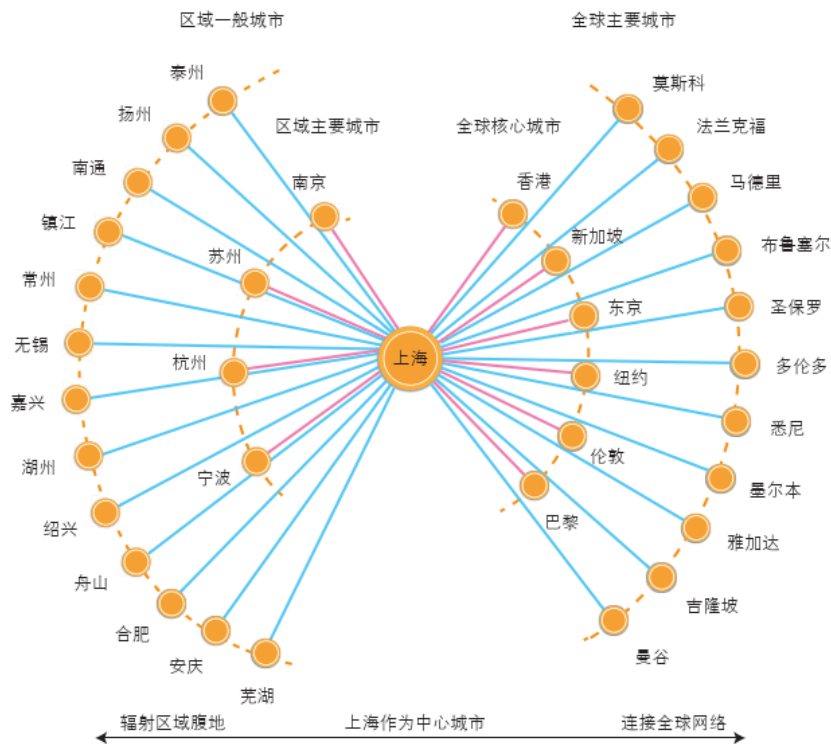 区域一般城市
全球主要城市
泰州
扬州
南通
镇江
常州
无锡
嘉兴
湖州
绍兴
舟山
合肥
安庆
芜湖
区域主要城市
南京
苏州
杭州
宁波
上海
全球核心城市
香港
新加坡
东京
纽约
伦敦
巴黎
莫斯科
法兰克福
马德里
布鲁塞尔
圣保罗
多伦多
悉尼
墨尔本
雅加达
吉隆坡
曼谷
辐射区域腹地
上海作为中心城市
连接全球网络